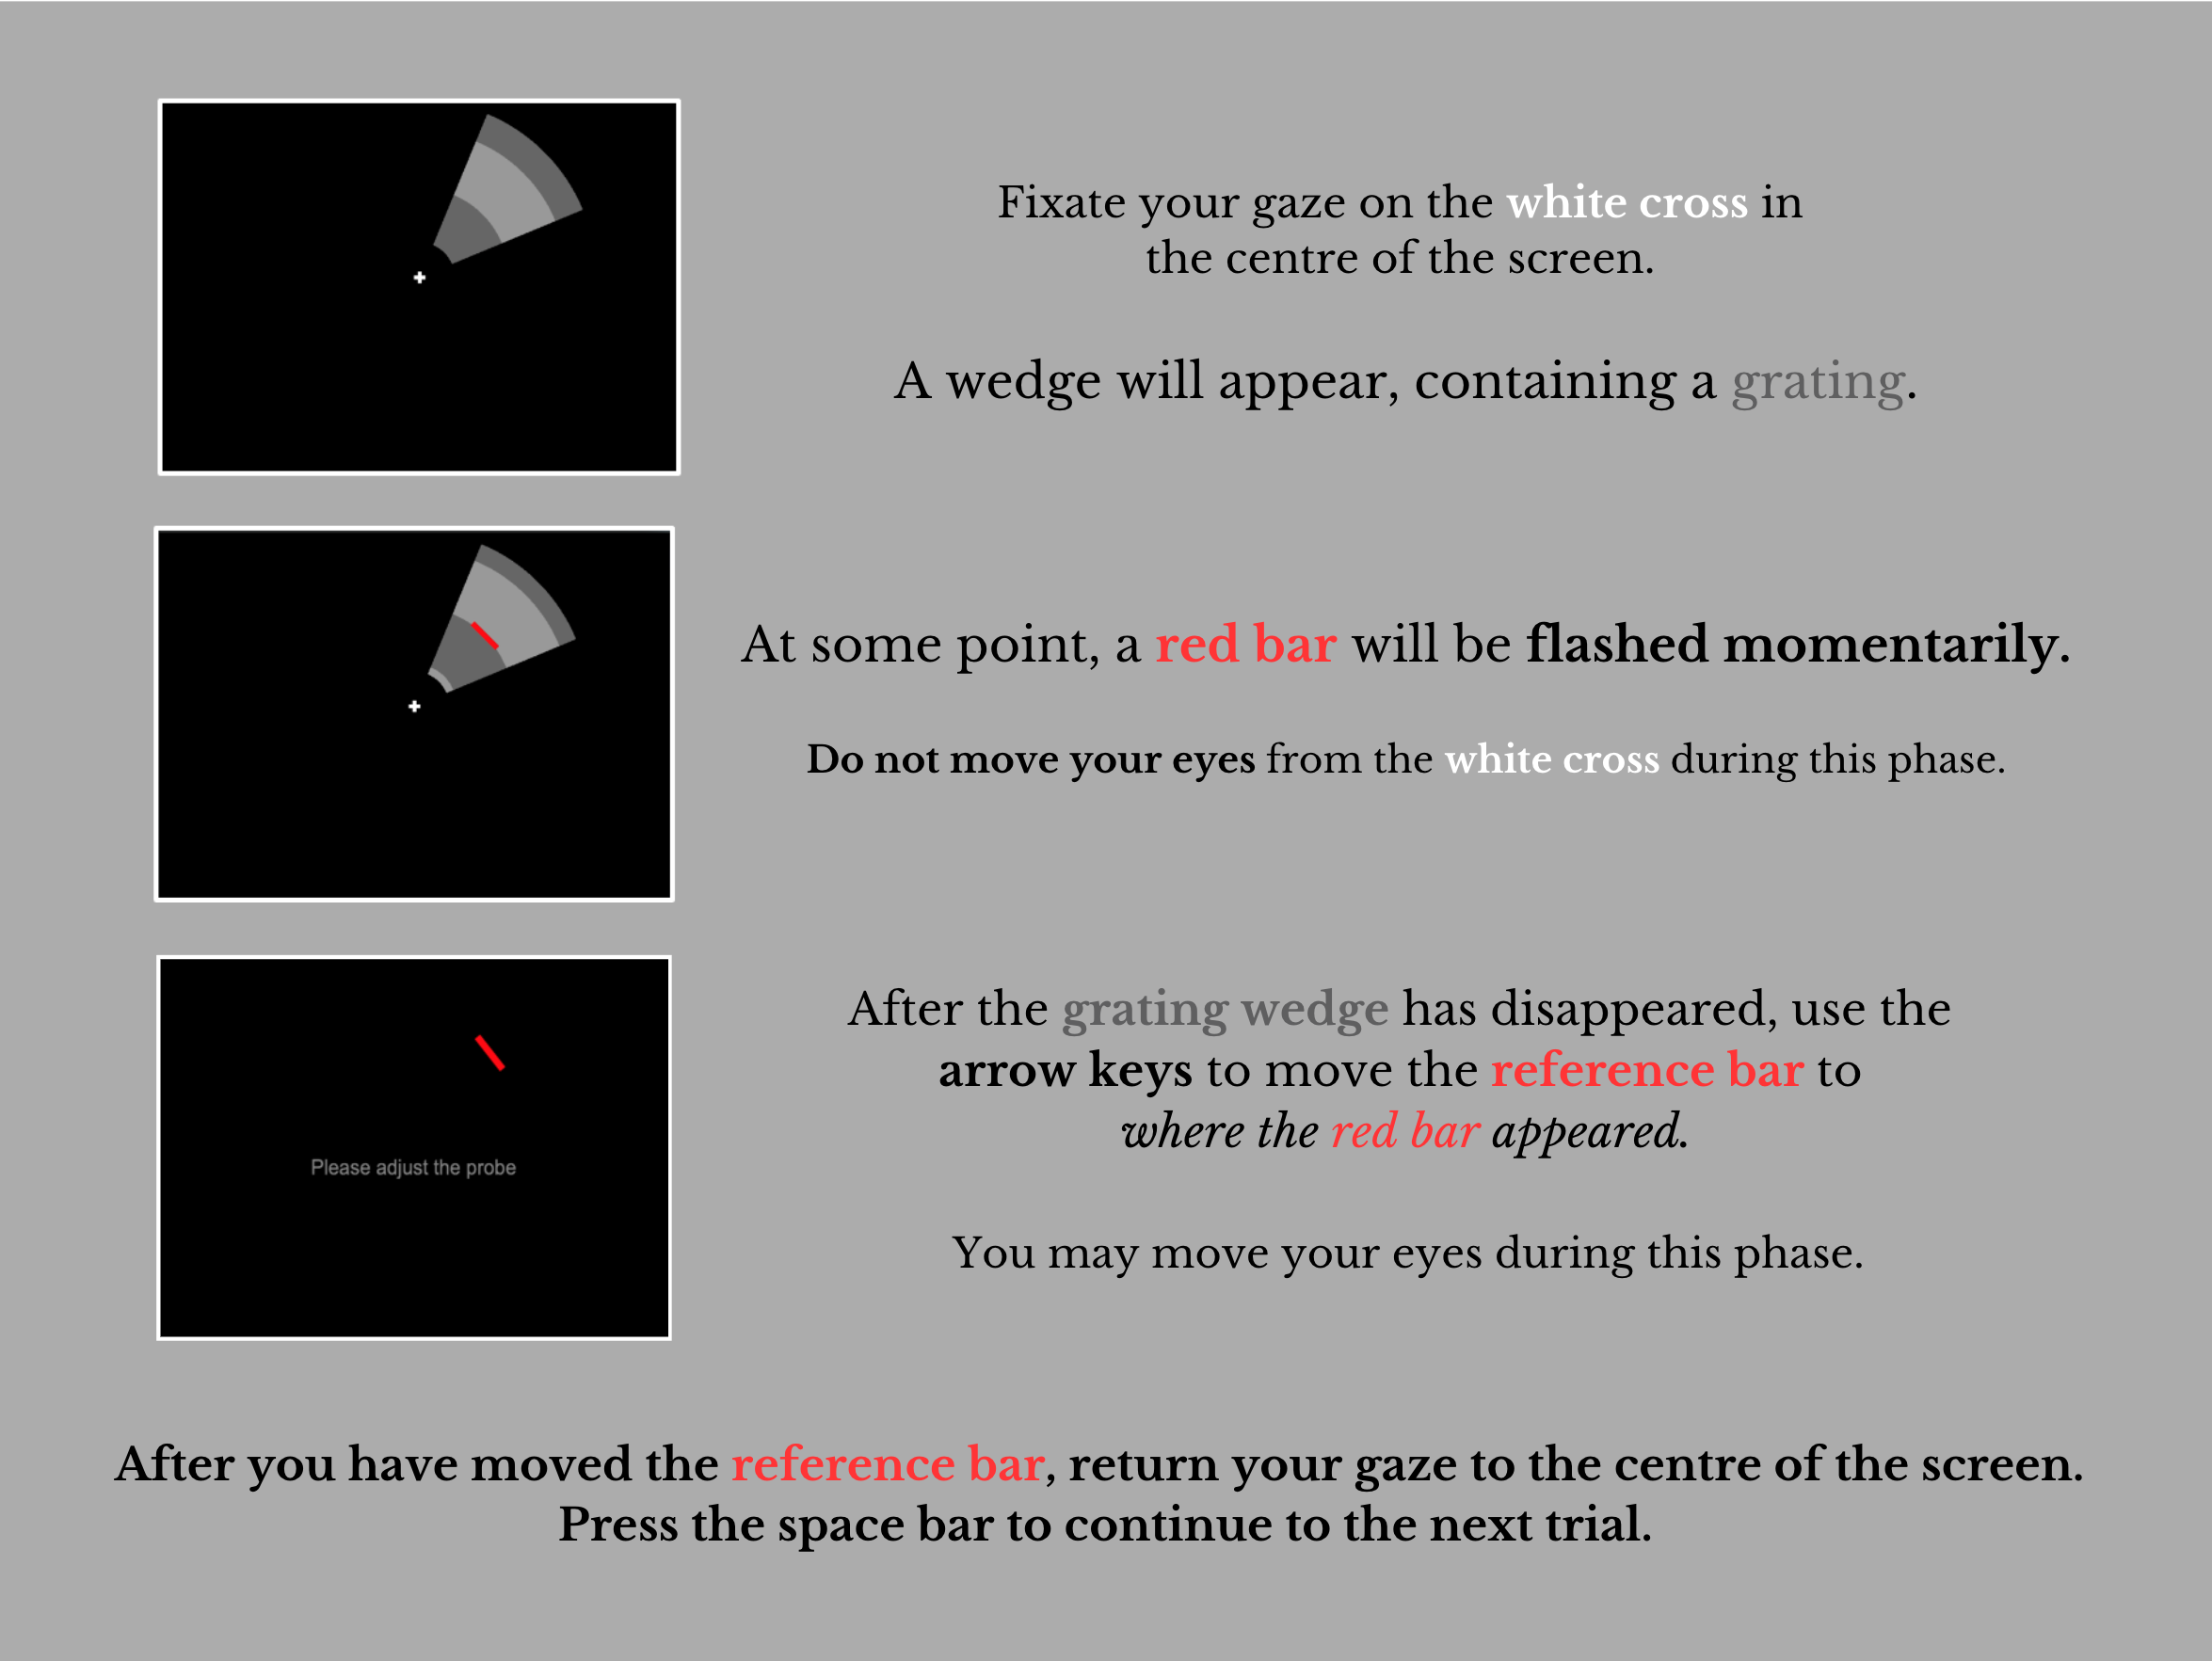 Fixate your gaze on the white cross in
the centre of the screen.
A wedge will appear, containing a grating.
At some point, a red bar will be flashed momentarily.
Do not move your eyes from the white cross during this phase.
After the grating wedge has disappeared, use the
arrow keys to move the reference bar to
where the red bar appeared.
Please adjust the probe
You may move your eyes during this phase.
After you have moved the reference bar, return your gaze to the centre of the screen.
Press the space bar to continue to the next trial.